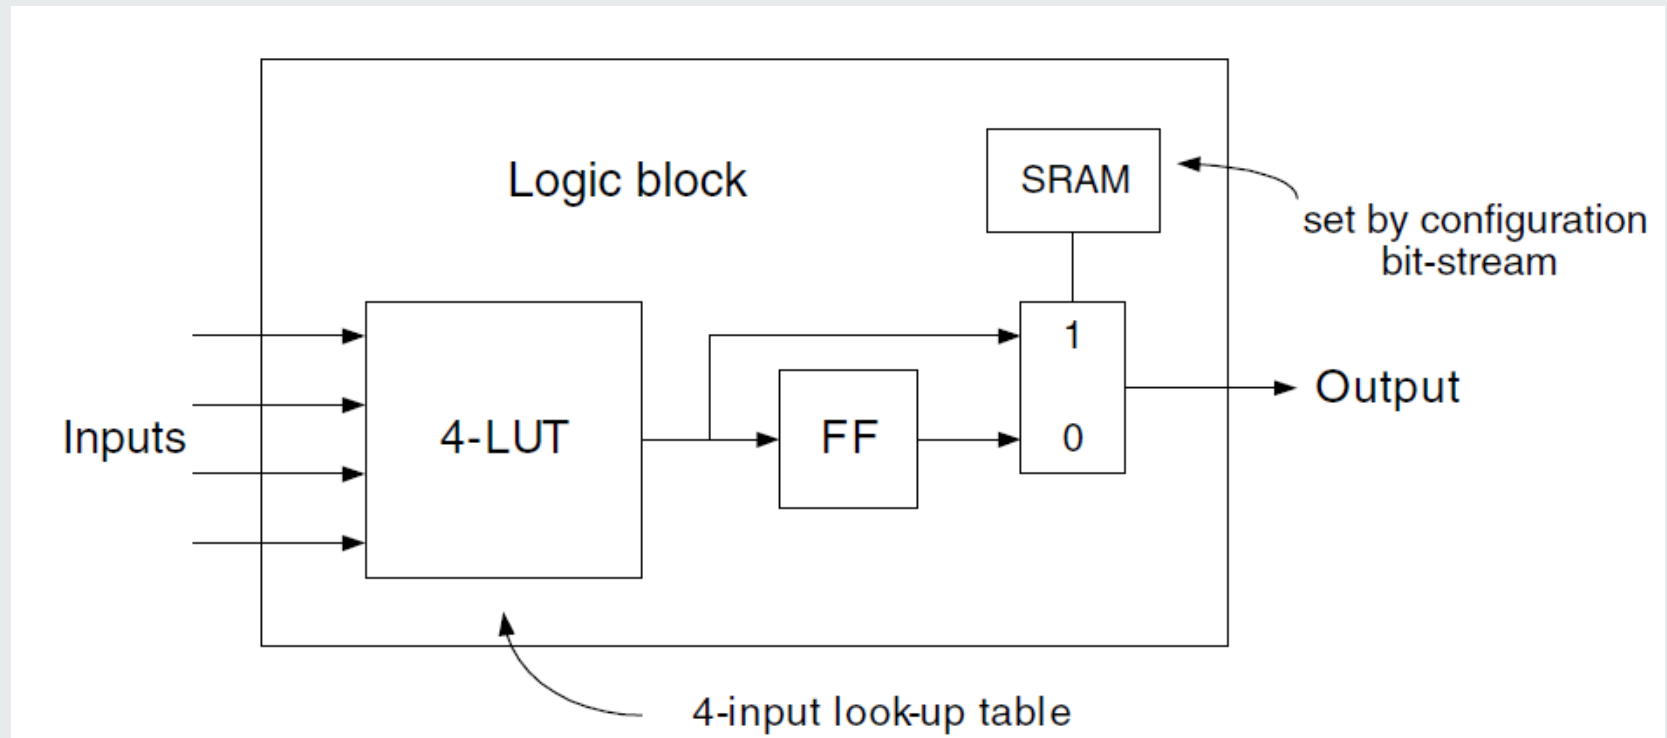 Logic block
SRAM
set by configuration
bit-stream
1
Inputs
4-LUT
FF
0
Output
4-input look-up table